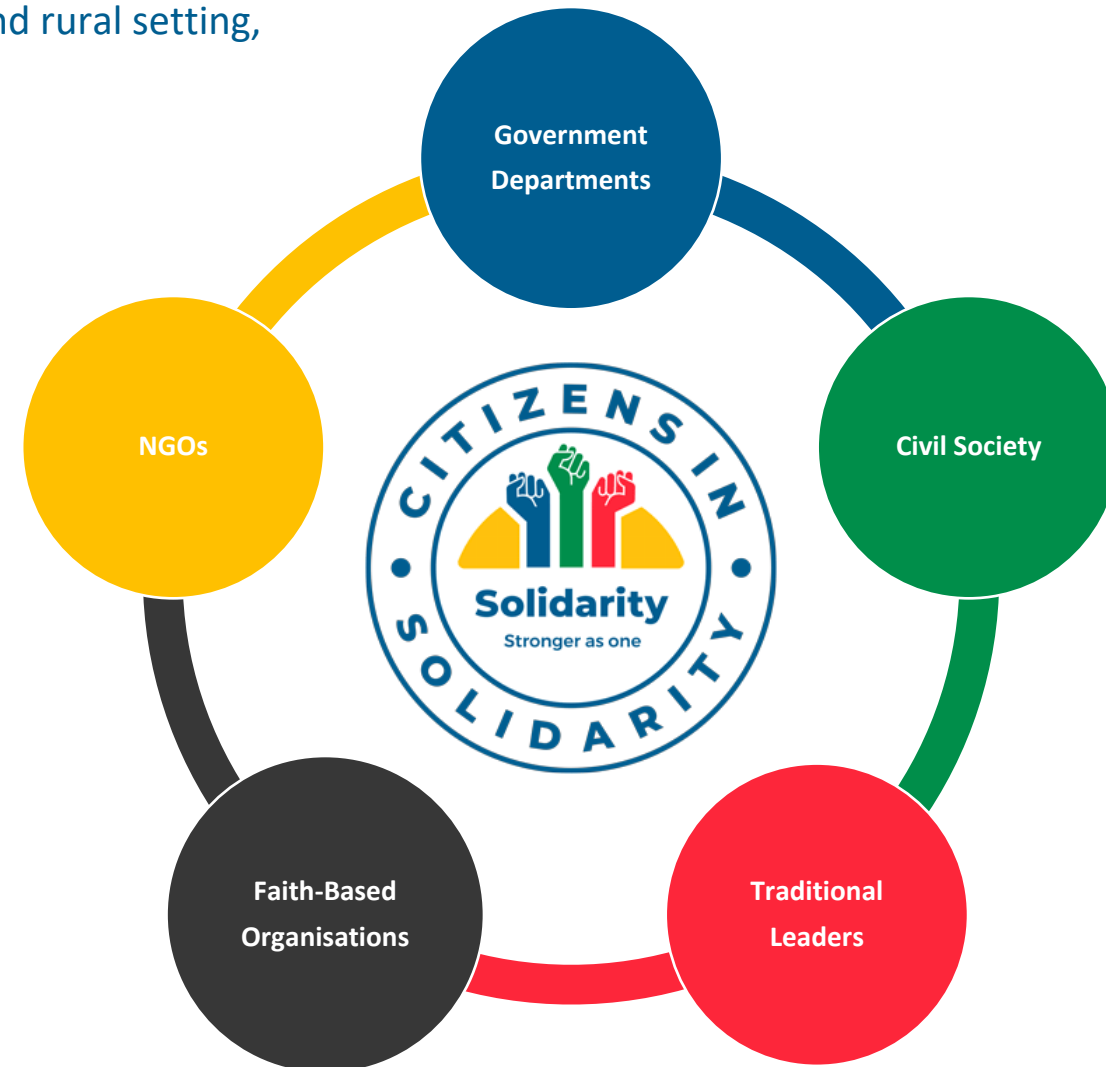 nd rural setting,
Government
Departments
NGOs
Civil Society
CITIZENS IN
Solidarity
Stronger as one
SOLIDARITY
Faith-Based
Organisations
Traditional
Leaders